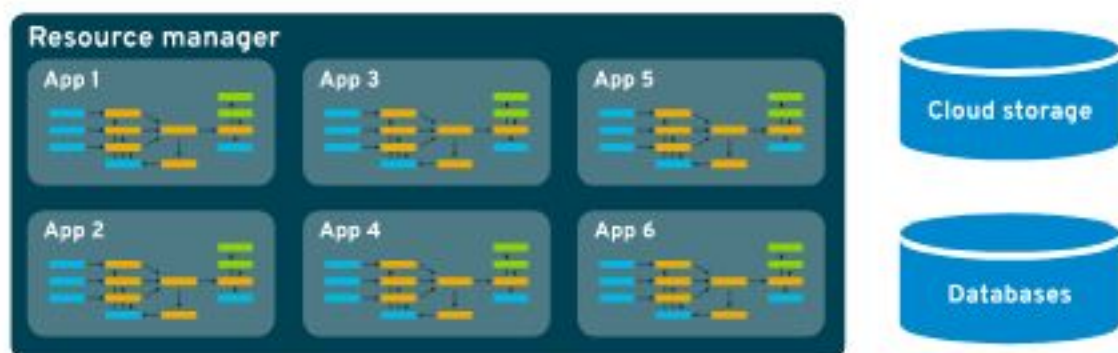 Resource manager
App 1
App 3
App 5
App 2
App 4
App 6
Cloud storage
Databases